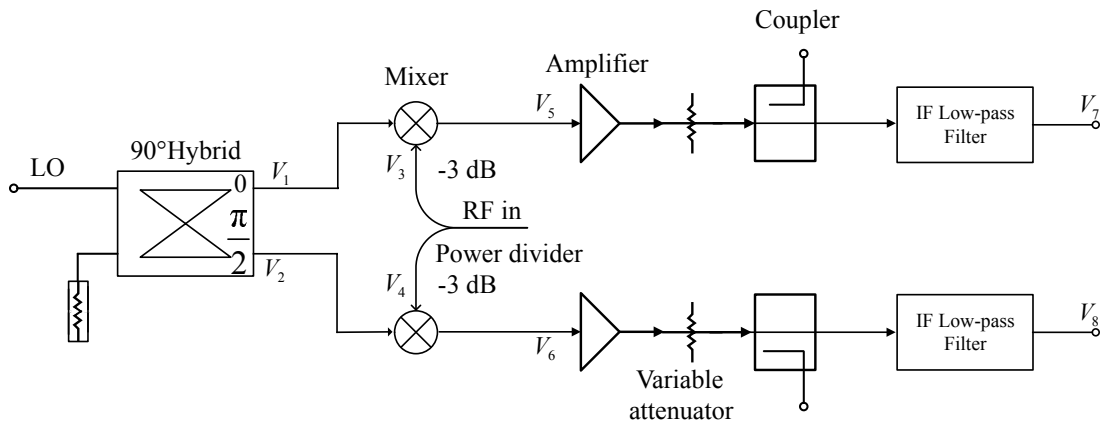 Coupler
Amplifier
Mixer
V5
IF Low-pass
Filter
V7
90°Hybrid
LO
0
V1
V3
-3 dB
RF in
π
2
V2
Power divider
V4
-3 dB
V6
IF Low-pass
Filter
V8
Variable
attenuator